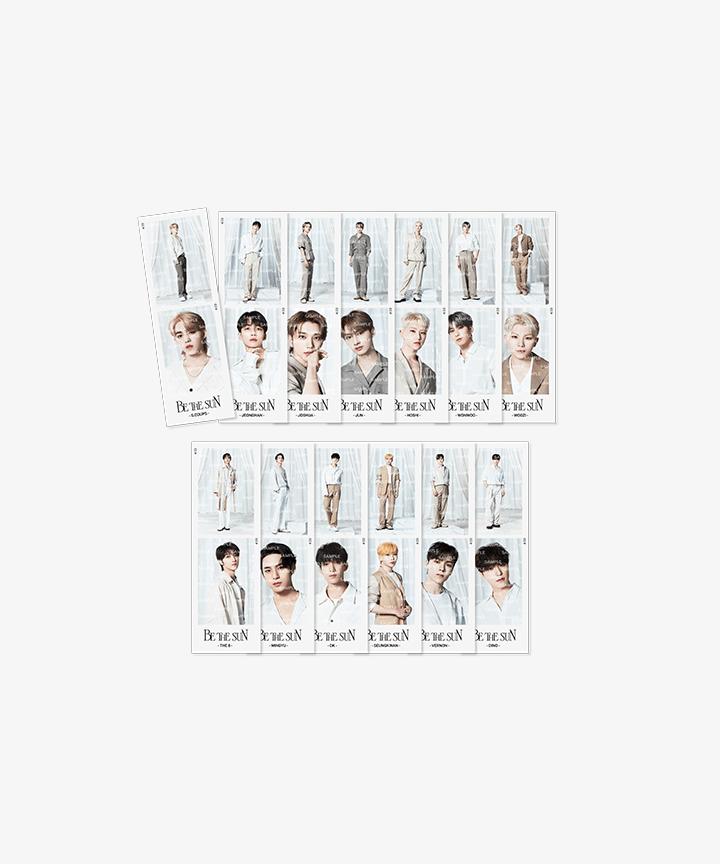 BE THE SUN
- S.COUPS -
BE THE SUN
- JEONGHAN -
BE THE SUN
- JOSHUA -
BE THE SUN
- JUN -
BE THE SUN
- HOSHI -
BE THE SUN
- WONWOO -
BE THE SUN
- WOOZI -
SAMPLE
BE THE SUN
- THE 8 -
BE THE SUN
- MINGYU -
BE THE SUN
- DK -
BE THE SUN
- SEUNGKWAN -
BE THE SUN
- VERNON -
BE THE SUN
- DINO -